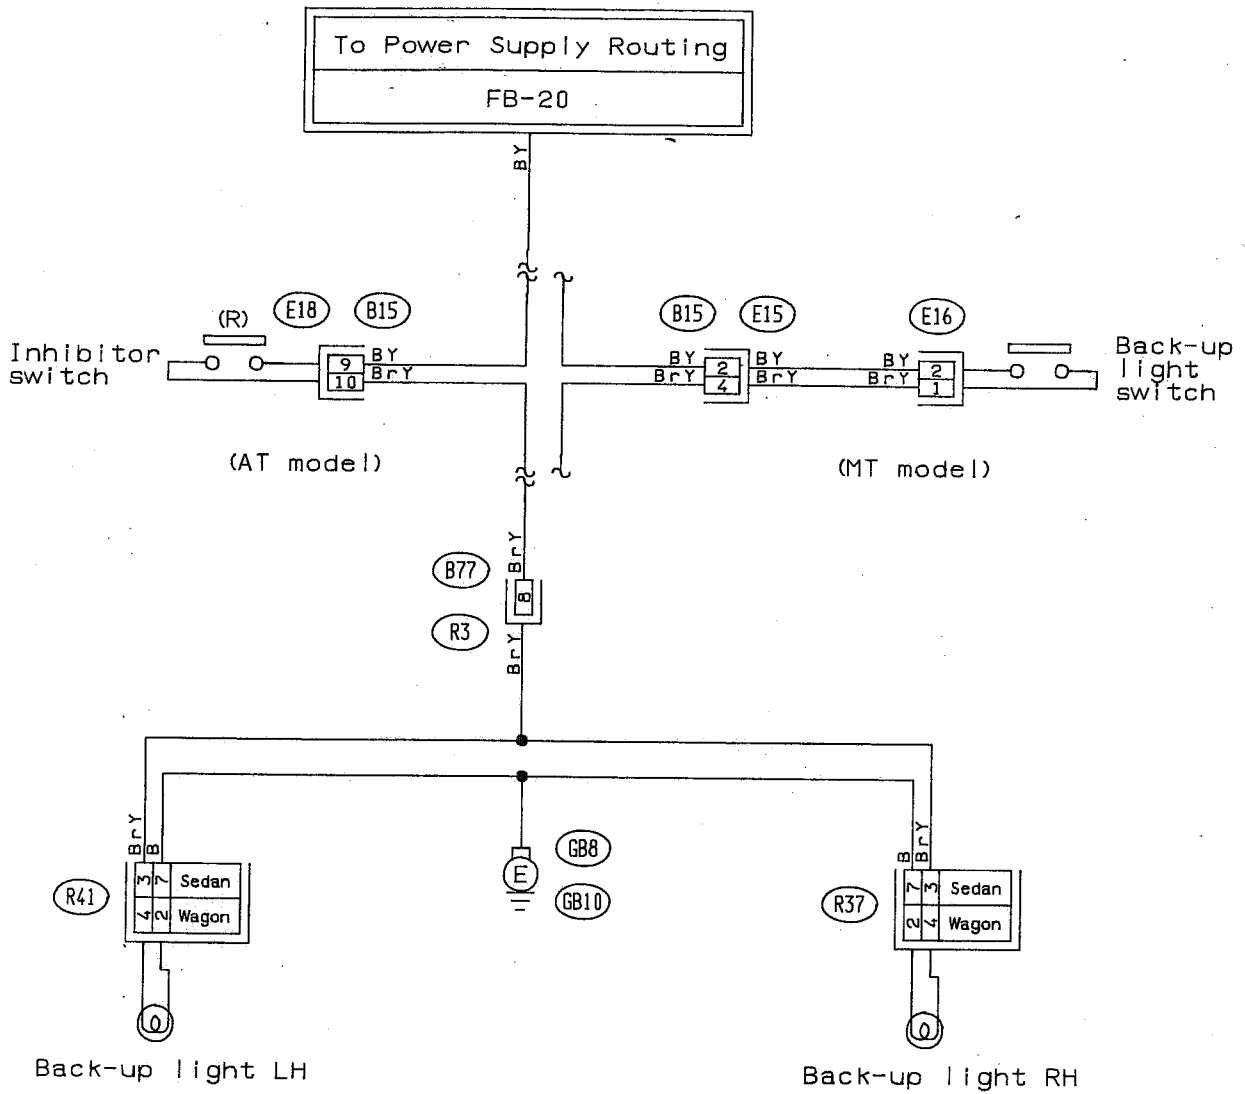 To Power Supply Routing
FB-20
BY
(R)
E18
B15
B15
E15
E16
Inhibitor
switch
9
10
BY
BrY
BY
BrY
2
4
BY
BrY
BY
BrY
2
1
Back-up
light
switch
(AT model)
(MT model)
BrY
B77
8
R3
BrY
BrY
B
B
BrY
GB8
E
GB10
R41
3
7
Sedan
4
2
Wagon
R37
7
3
Sedan
2
4
Wagon
Back-up light LH
Back-up light RH